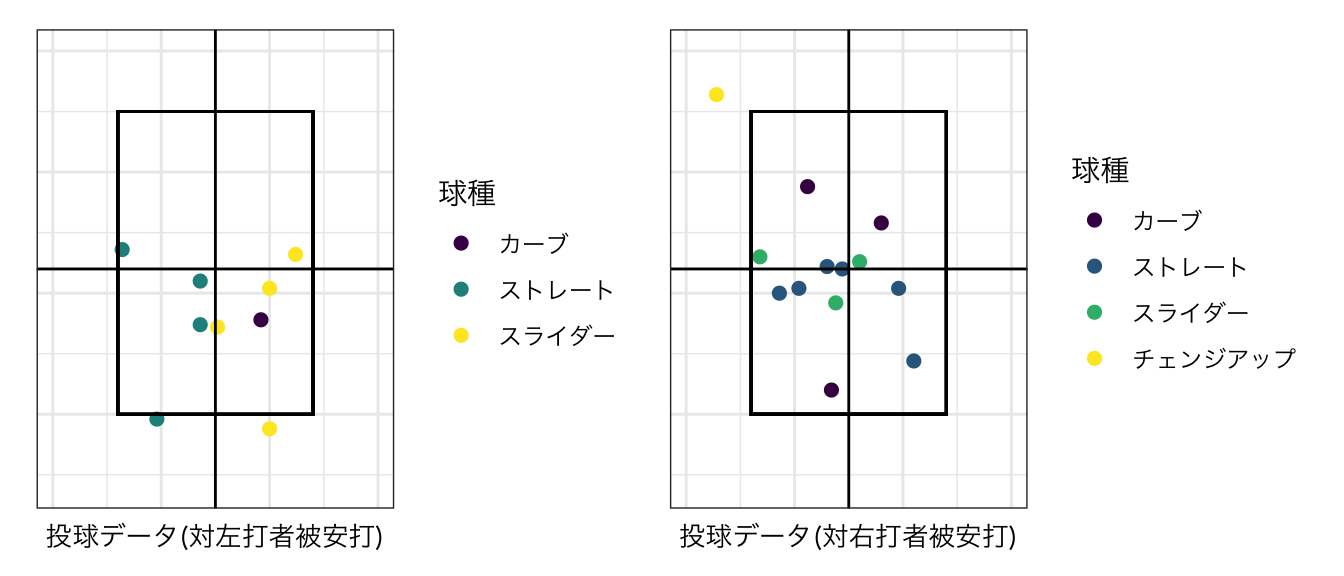 球種
カーブ
ストレート
スライダー
投球データ(対左打者被安打)
球種
カーブ
ストレート
スライダー
チェンジアップ
投球データ(対右打者被安打)